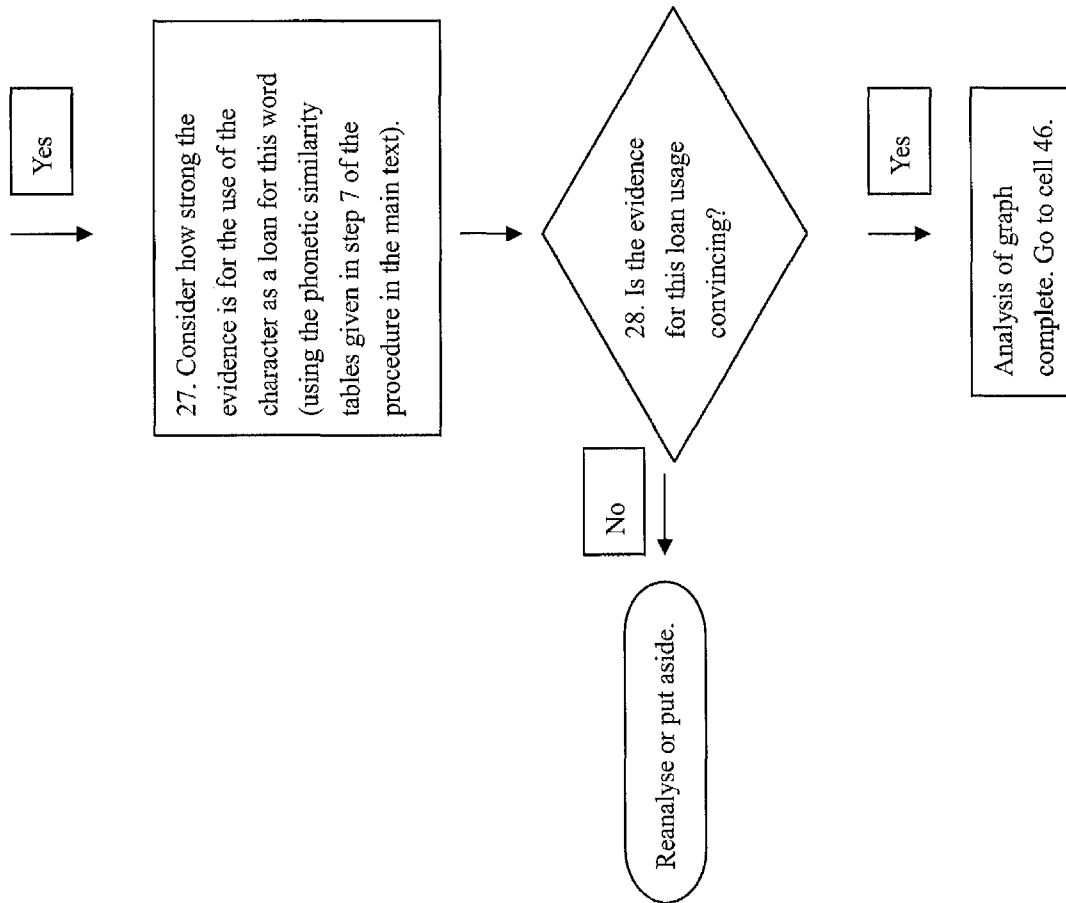 Yes
27. Consider how strong the
evidence is for the use of the
character as a loan for this word
(using the phonetic similarity
tables given in step 7 of the
procedure in the main text).
28. Is the evidence
for this loan usage
convincing?
No
Reanalyse or put aside.
Yes
Analysis of graph
complete. Go to cell 46.